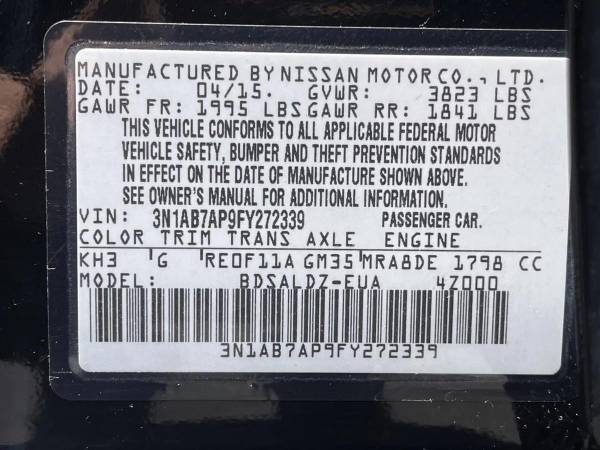 MANUFACTURED BY NISSAN MOTOR CO., LTD.
DATE: 04/15. GVWR: 3823 LBS
GAWR FR: 1995 LBS GAWR RR: 1841 LBS
THIS VEHICLE CONFORMS TO ALL APPLICABLE FEDERAL MOTOR
VEHICLE SAFETY, BUMPER AND THEFT PREVENTION STANDARDS
IN EFFECT ON THE DATE OF MANUFACTURE SHOWN ABOVE.
SEE OWNER'S MANUAL FOR ADDITIONAL INFORMATION.
VIN: 3N1AB7AP9FY272339 PASSENGER CAR.
COLOR TRIM TRANS AXLE ENGINE
KH3 G RE0F11A GM35 MRA8DE 1798 CC
MODEL: BDSALDZ-EUA 4Z000
3N1AB7AP9FY272339